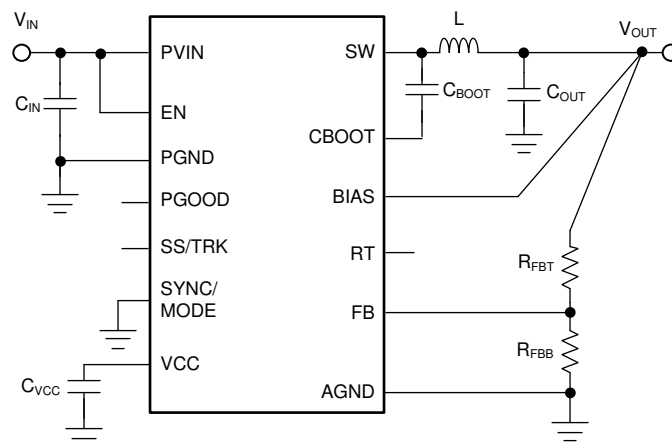 VIN
VOUT
PVIN
SW
L
CIN
CBOOT
COUT
EN
CBOOT
PGND
BIAS
PGOOD
SS/TRK
RT
RFBT
SYNC/
MODE
FB
RFBB
VCC
CVCC
AGND